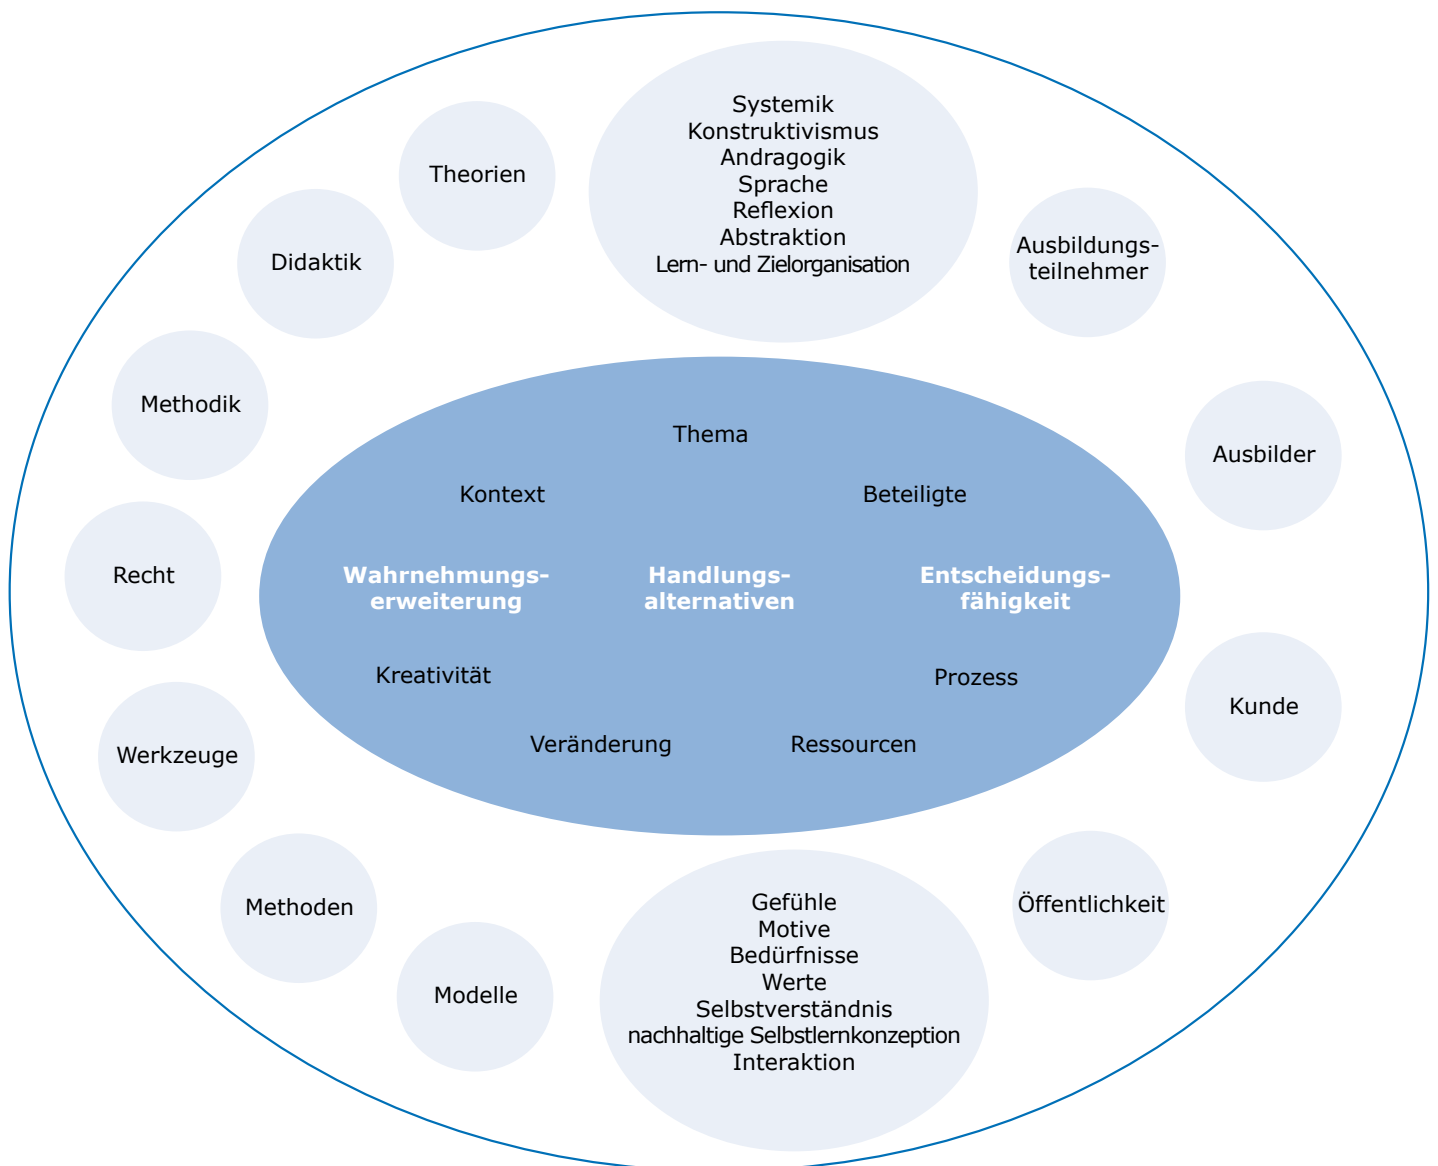 Systemik
Konstruktivismus
Andragogik
Sprache
Reflexion
Abstraktion
Lern- und Zielorganisation
Theorien
Didaktik
Ausbildungs-
teilnehmer
Methodik
Ausbilder
Thema
Kontext
Beteiligte
Recht
Wahrnehmungs-
erweiterung
Handlungs-
alternativen
Entscheidungs-
fähigkeit
Kreativität
Prozess
Kunde
Veränderung
Ressourcen
Werkzeuge
Methoden
Öffentlichkeit
Modelle
Gefühle
Motive
Bedürfnisse
Werte
Selbstverständnis
nachhaltige Selbstlernkonzeption
Interaktion